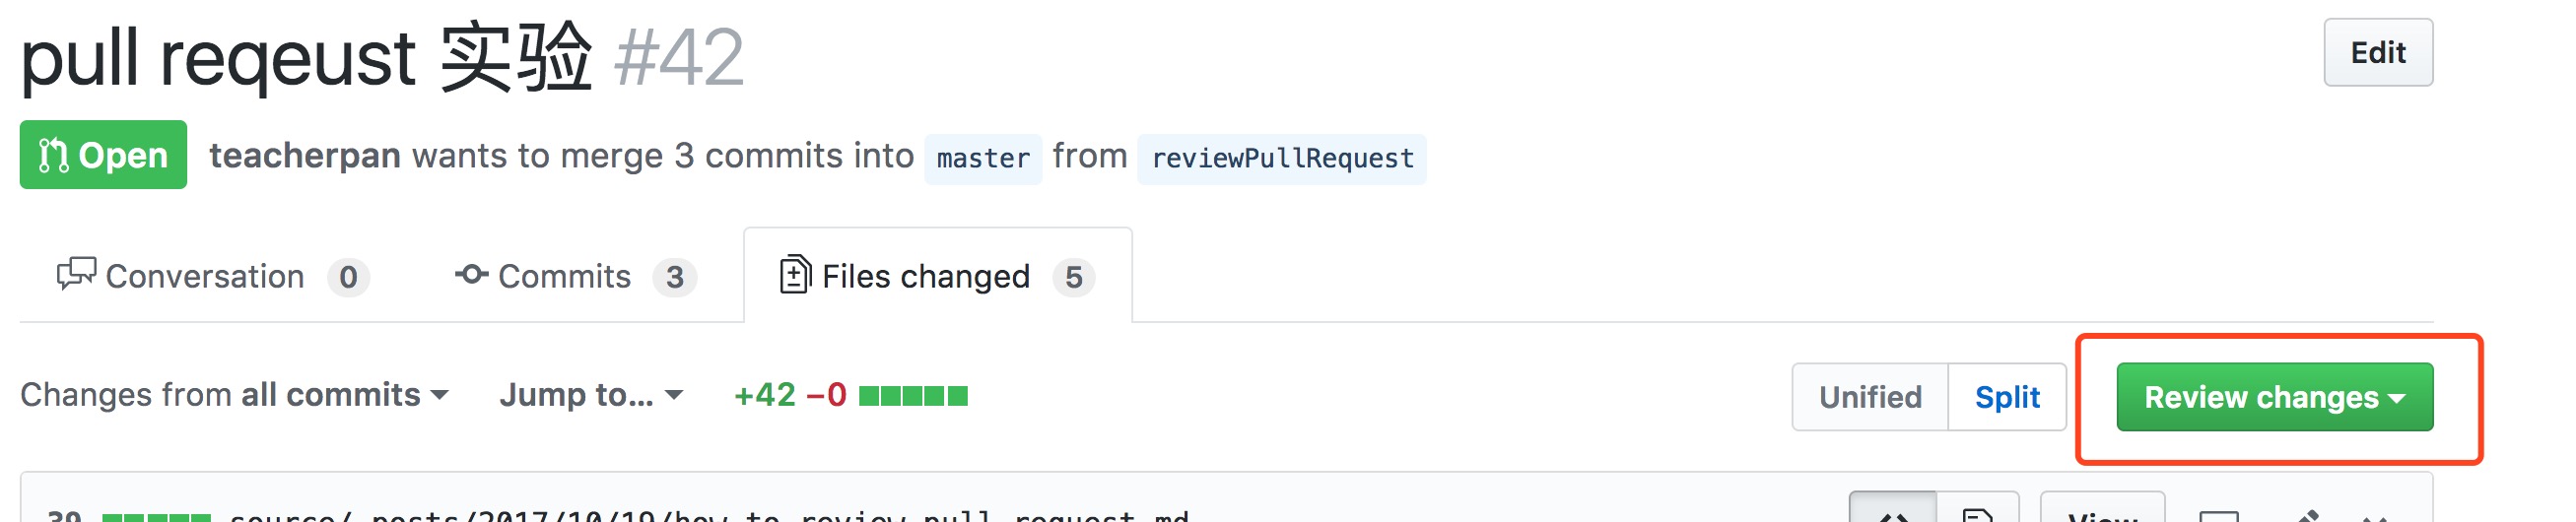 pull reqeust 实验 #42
Edit
Open teacherpan wants to merge 3 commits into master from reviewPullRequest
Conversation 0 Commits 3 Files changed 5
Changes from all commits Jump to... +42 −0 Unified Split Review changes
39 source/_posts/2017/10/19/how-to-review-pull-request.md View